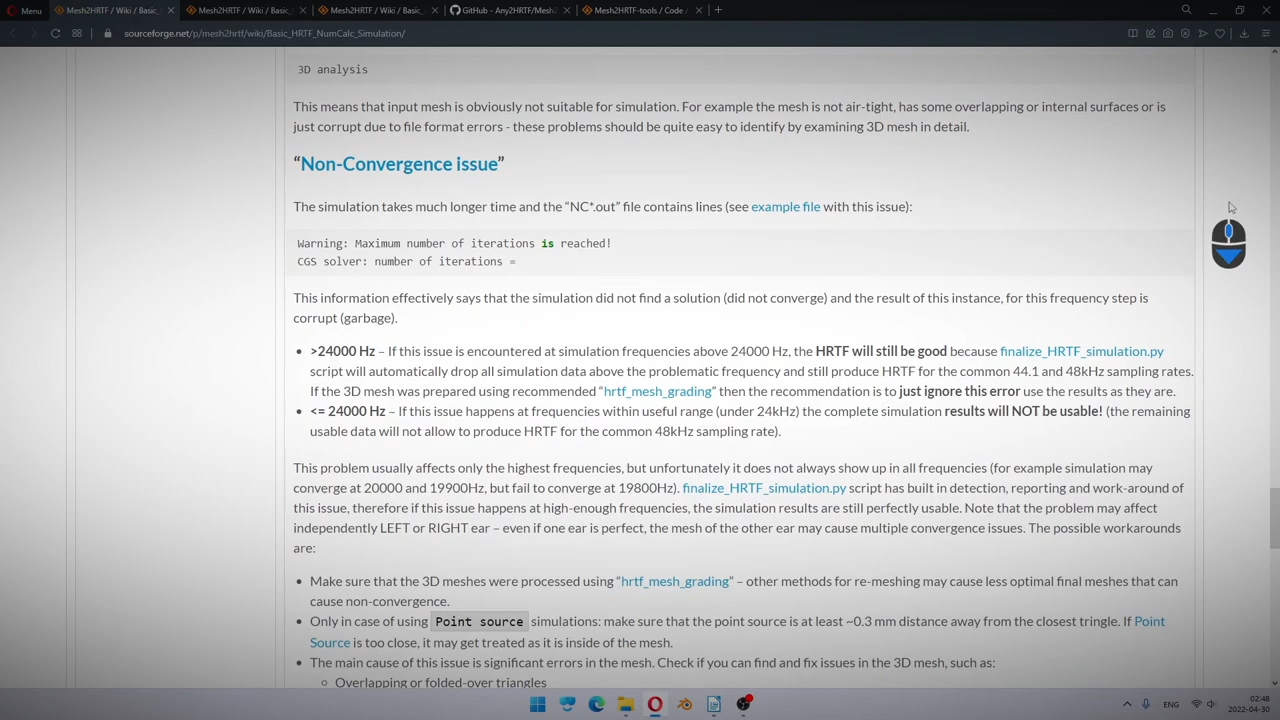 Menu
Mesh2HRTF / Wiki / Basic_
Mesh2HRTF / Wiki / Basic_
Mesh2HRTF / Wiki / Basic_
GitHub - Any2HRTF/Mesh2
Mesh2HRTF-tools / Code /
sourceforge.net/p/mesh2hrtf/wiki/Basic_HRTF_NumCalc_Simulation/
3D analysis
This means that input mesh is obviously not suitable for simulation. For example the mesh is not air-tight, has some overlapping or internal surfaces or is
just corrupt due to file format errors - these problems should be quite easy to identify by examining 3D mesh in detail.
“Non-Convergence issue”
The simulation takes much longer time and the “NC*.out” file contains lines (see example file with this issue):
Warning: Maximum number of iterations is reached!
CGS solver: number of iterations =
This information effectively says that the simulation did not find a solution (did not converge) and the result of this instance, for this frequency step is
corrupt (garbage).
• >24000 Hz – If this issue is encountered at simulation frequencies above 24000 Hz, the HRTF will still be good because finalize_HRTF_simulation.py
script will automatically drop all simulation data above the problematic frequency and still produce HRTF for the common 44.1 and 48kHz sampling rates.
If the 3D mesh was prepared using recommended “hrtf_mesh_grading” then the recommendation is to just ignore this error use the results as they are.
• <= 24000 Hz – If this issue happens at frequencies within useful range (under 24kHz) the complete simulation results will NOT be usable! (the remaining
usable data will not allow to produce HRTF for the common 48kHz sampling rate).
This problem usually affects only the highest frequencies, but unfortunately it does not always show up in all frequencies (for example simulation may
converge at 20000 and 19900Hz, but fail to converge at 19800Hz). finalize_HRTF_simulation.py script has built in detection, reporting and work-around of
this issue, therefore if this issue happens at high-enough frequencies, the simulation results are still perfectly usable. Note that the problem may affect
independently LEFT or RIGHT ear – even if one ear is perfect, the mesh of the other ear may cause multiple convergence issues. The possible workarounds
are:
• Make sure that the 3D meshes were processed using “hrtf_mesh_grading” – other methods for re-meshing may cause less optimal final meshes that can
cause non-convergence.
• Only in case of using Point source simulations: make sure that the point source is at least ~0.3 mm distance away from the closest tringle. If Point
Source is too close, it may get treated as it is inside of the mesh.
• The main cause of this issue is significant errors in the mesh. Check if you can find and fix issues in the 3D mesh, such as:
○ Overlapping or folded-over triangles
ENG
02:48
2022-04-30